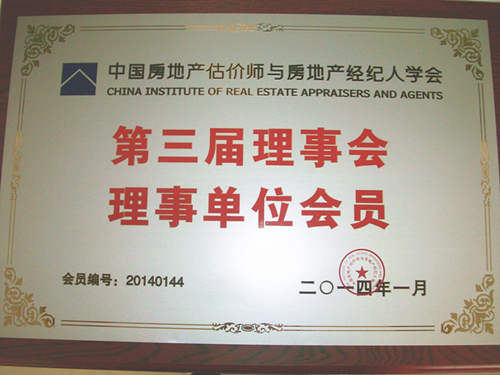 中国房地产估价师与房地产经纪人学会
CHINA INSTITUTE OF REAL ESTATE APPRAISERS AND AGENTS
第三届理事会
理事单位会员
会员编号：20140144
二〇一四年一月